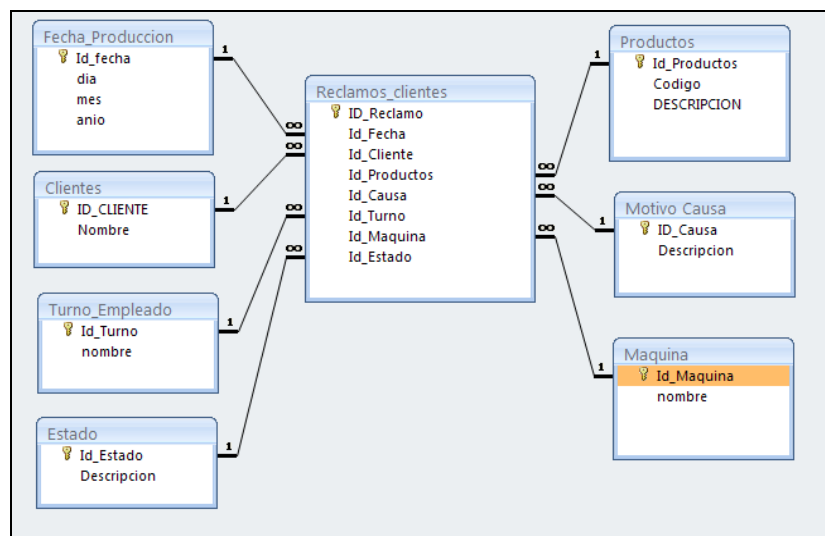 Fecha_Produccion
Id_fecha
dia
mes
anio
Clientes
ID_CLIENTE
Nombre
Turno_Empleado
Id_Turno
nombre
Estado
Id_Estado
Descripcion
Reclamos_clientes
ID_Reclamo
Id_Fecha
Id_Cliente
Id_Productos
Id_Causa
Id_Turno
Id_Maquina
Id_Estado
Productos
Id_Productos
Codigo
DESCRIPCION
Motivo Causa
ID_Causa
Descripcion
Maquina
Id_Maquina
nombre
1
∞
1
∞
1
∞
1
∞
1
∞
1
∞
1
∞